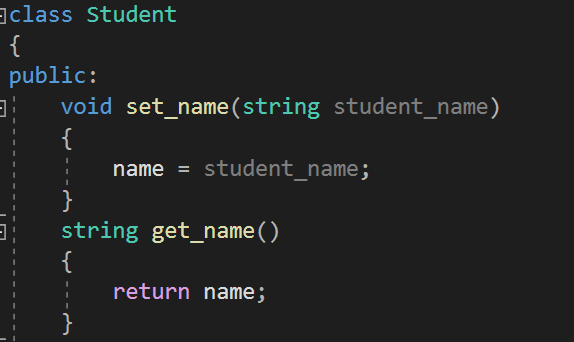 class Student
{
public:
    void set_name(string student_name)
    {
        name = student_name;
    }
    string get_name()
    {
        return name;
    }